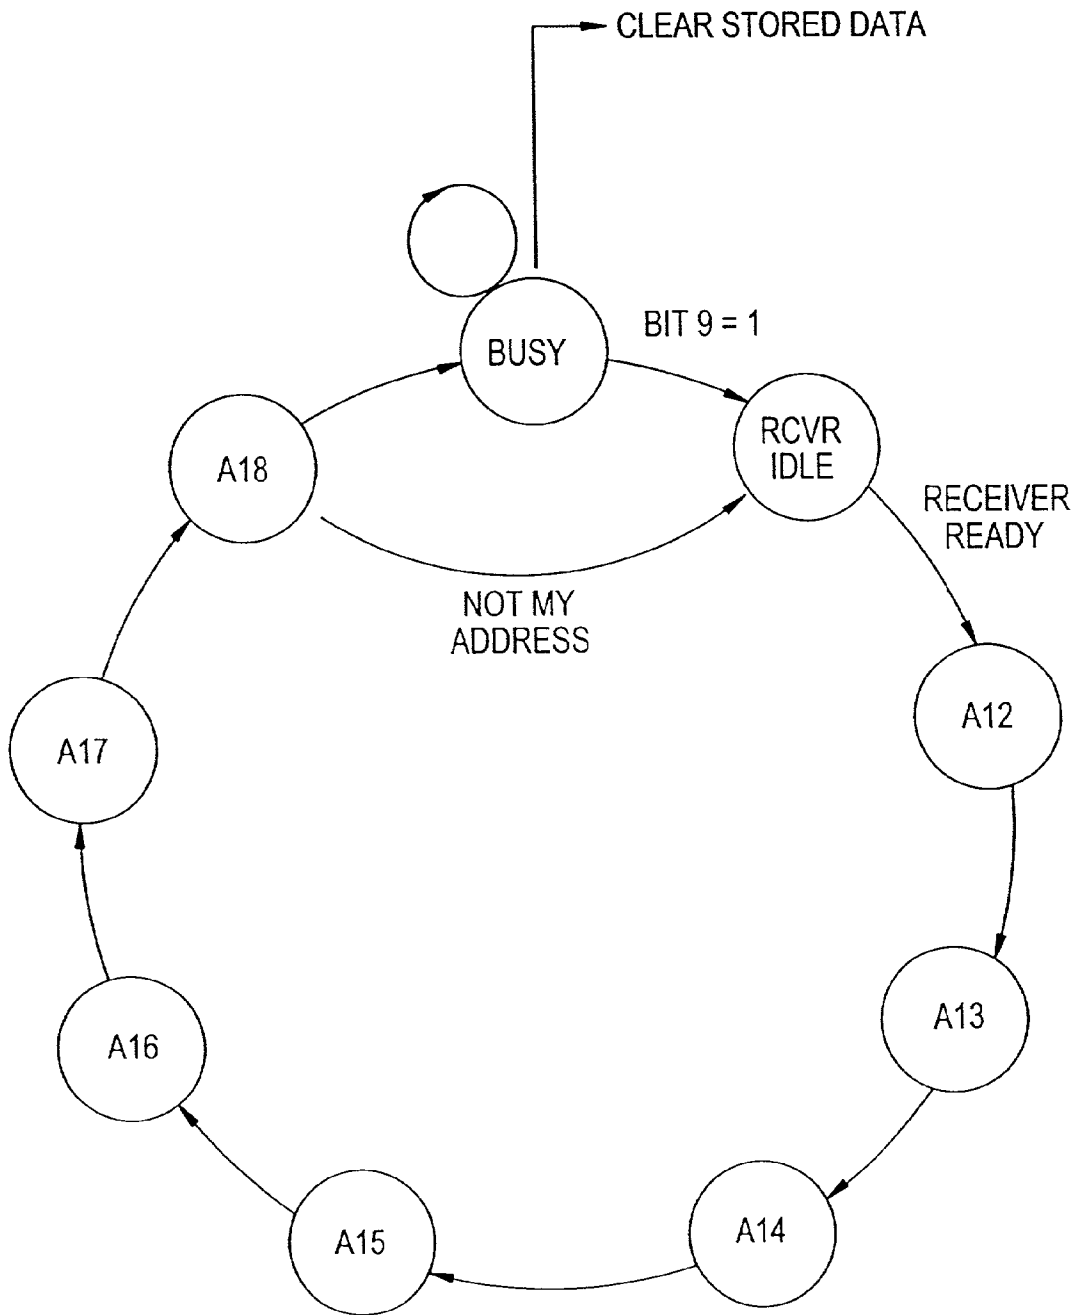 CLEAR STORED DATA
BIT 9 = 1
BUSY
RCVR
IDLE
A18
RECEIVER
READY
NOT MY
ADDRESS
A12
A17
A13
A16
A14
A15